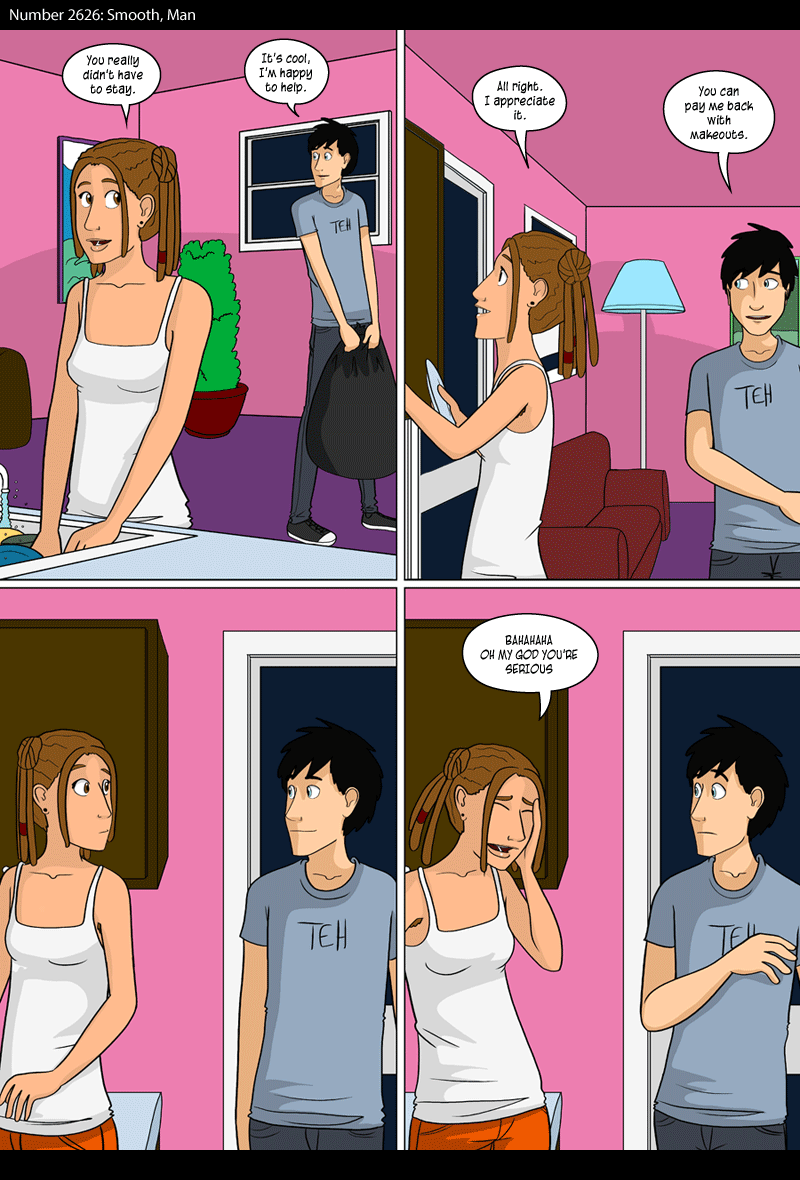 Number 2626: Smooth, Man
You really
didn't have
to stay.
It's cool,
I'm happy
to help.
TEH
All right.
I appreciate
it.
You can
pay me back
with
makeouts.
TEH
TEH
BAHAHAHA
OH MY GOD YOU'RE
SERIOUS
TEH